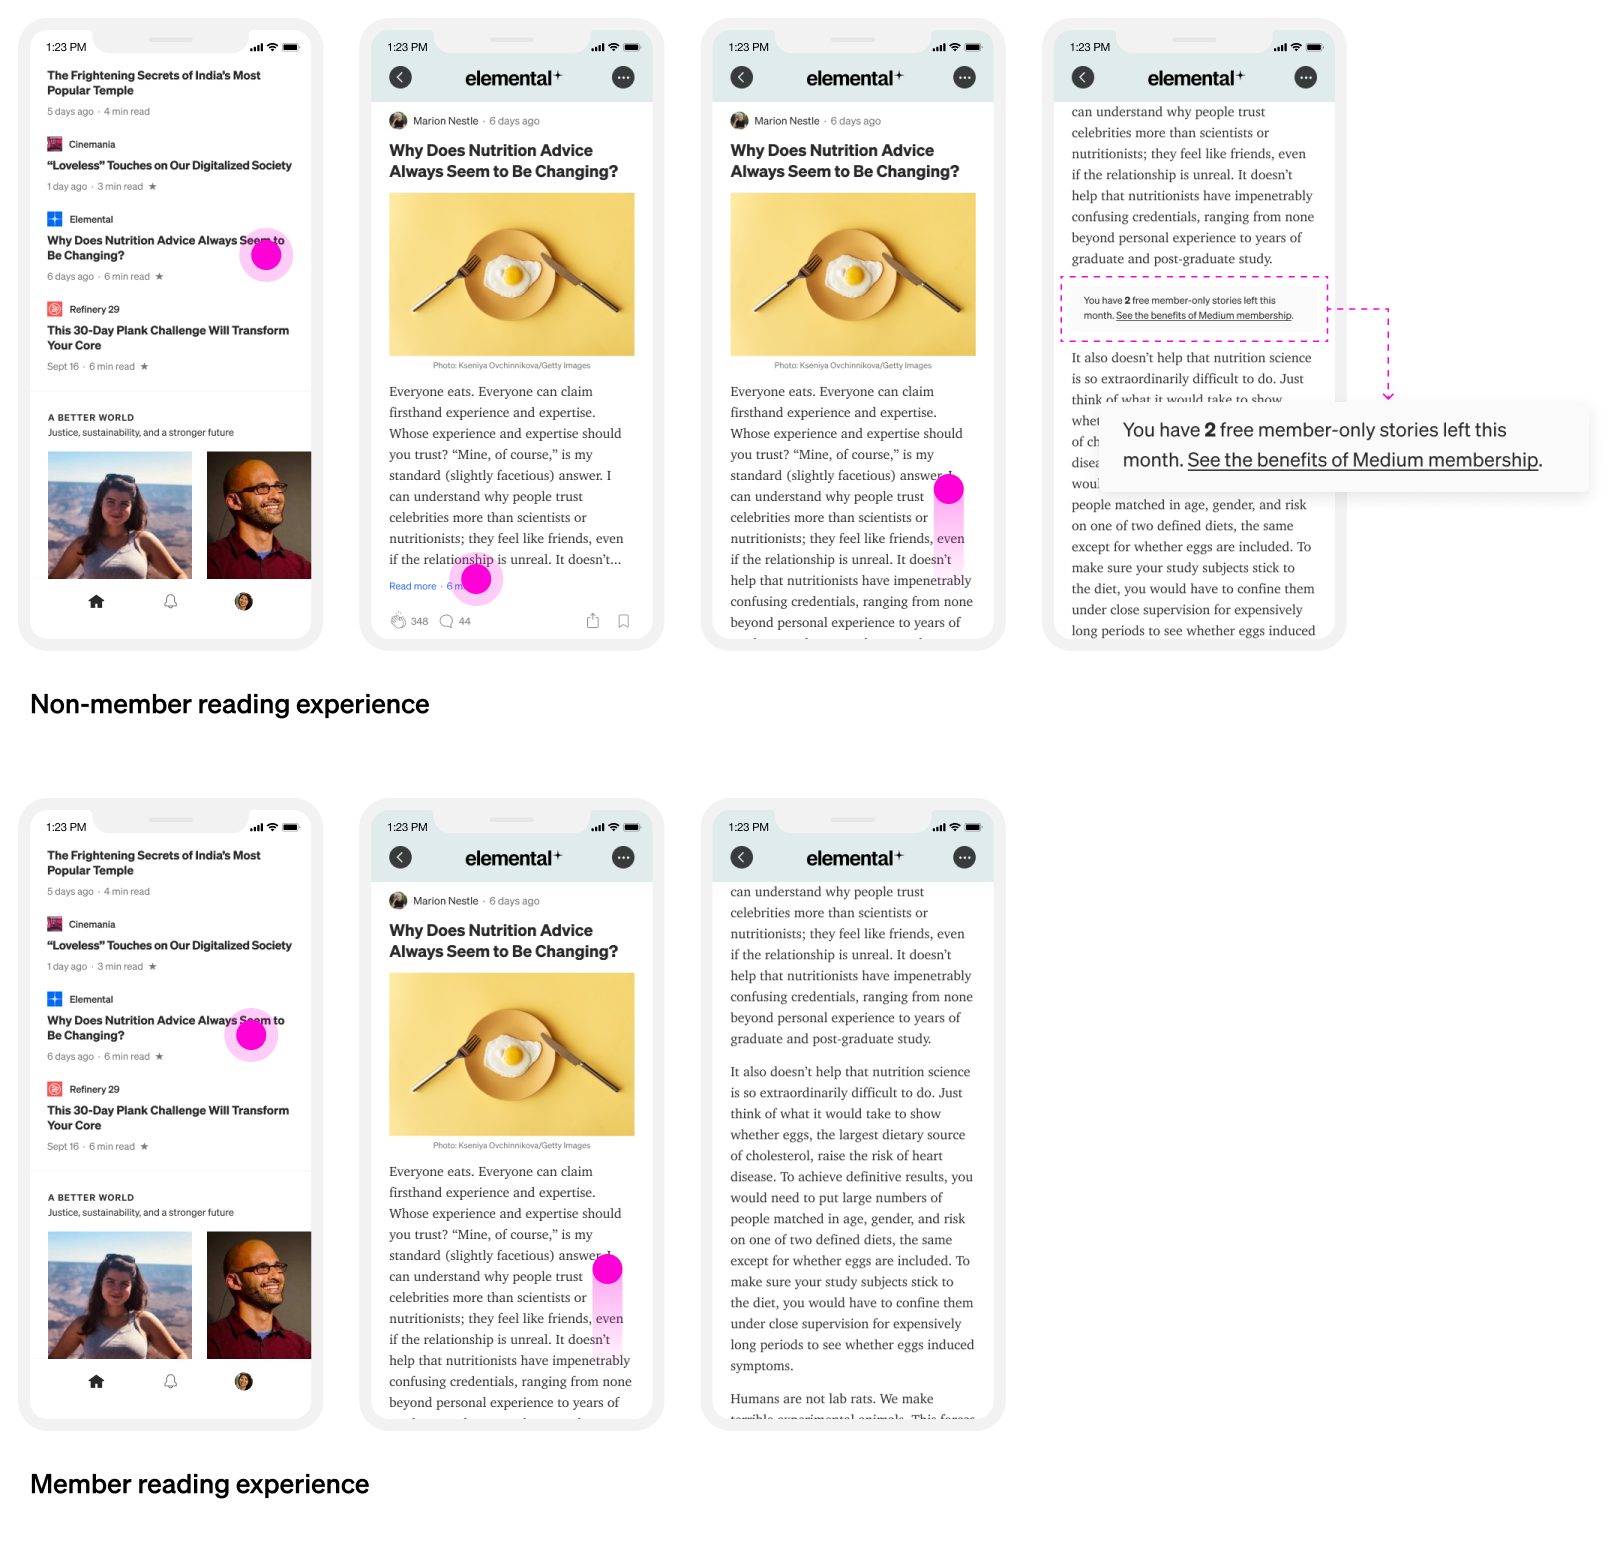 1:23 PM
The Frightening Secrets of India's Most
Popular Temple
5 days ago · 4 min read
Cinemania
“Loveless” Touches on Our Digitalized Society
1 day ago · 3 min read ★
Elemental
Why Does Nutrition Advice Always Seem to
Be Changing?
6 days ago · 6 min read ★
Refinery 29
This 30-Day Plank Challenge Will Transform
Your Core
Sept 16 · 6 min read ★
A BETTER WORLD
Justice, sustainability, and a stronger future
1:23 PM
elemental+
Marion Nestle · 6 days ago
Why Does Nutrition Advice
Always Seem to Be Changing?
Photo: Kseniya Ovchinnikova/Getty Images
Everyone eats. Everyone can claim
firsthand experience and expertise.
Whose experience and expertise should
you trust? “Mine, of course,” is my
standard (slightly facetious) answer. I
can understand why people trust
celebrities more than scientists or
nutritionists; they feel like friends, even
if the relationship is unreal. It doesn't...
Read more · 6 m
348
44
1:23 PM
elemental+
Marion Nestle · 6 days ago
Why Does Nutrition Advice
Always Seem to Be Changing?
Photo: Kseniya Ovchinnikova/Getty Images
Everyone eats. Everyone can claim
firsthand experience and expertise.
Whose experience and expertise should
you trust? “Mine, of course,” is my
standard (slightly facetious) answer. I
can understand why people trust
celebrities more than scientists or
nutritionists; they feel like friends, even
if the relationship is unreal. It doesn't
help that nutritionists have impenetrably
confusing credentials, ranging from none
beyond personal experience to years of
1:23 PM
elemental+
can understand why people trust
celebrities more than scientists or
nutritionists; they feel like friends, even
if the relationship is unreal. It doesn't
help that nutritionists have impenetrably
confusing credentials, ranging from none
beyond personal experience to years of
graduate and post-graduate study.
You have 2 free member-only stories left this
month. See the benefits of Medium membership.
It also doesn't help that nutrition science
is so extraordinarily difficult to do. Just
think of what it would take to show
whet
of ch
disea
woul
You have 2 free member-only stories left this
month. See the benefits of Medium membership.
people matched in age, gender, and risk
on one of two defined diets, the same
except for whether eggs are included. To
make sure your study subjects stick to
the diet, you would have to confine them
under close supervision for expensively
long periods to see whether eggs induced
Non-member reading experience
1:23 PM
The Frightening Secrets of India's Most
Popular Temple
5 days ago · 4 min read
Cinemania
“Loveless” Touches on Our Digitalized Society
1 day ago · 3 min read ★
Elemental
Why Does Nutrition Advice Always Seem to
Be Changing?
6 days ago · 6 min read ★
Refinery 29
This 30-Day Plank Challenge Will Transform
Your Core
Sept 16 · 6 min read ★
A BETTER WORLD
Justice, sustainability, and a stronger future
1:23 PM
elemental+
Marion Nestle · 6 days ago
Why Does Nutrition Advice
Always Seem to Be Changing?
Photo: Kseniya Ovchinnikova/Getty Images
Everyone eats. Everyone can claim
firsthand experience and expertise.
Whose experience and expertise should
you trust? “Mine, of course,” is my
standard (slightly facetious) answer. I
can understand why people trust
celebrities more than scientists or
nutritionists; they feel like friends, even
if the relationship is unreal. It doesn't
help that nutritionists have impenetrably
confusing credentials, ranging from none
beyond personal experience to years of
1:23 PM
elemental+
can understand why people trust
celebrities more than scientists or
nutritionists; they feel like friends, even
if the relationship is unreal. It doesn't
help that nutritionists have impenetrably
confusing credentials, ranging from none
beyond personal experience to years of
graduate and post-graduate study.
It also doesn't help that nutrition science
is so extraordinarily difficult to do. Just
think of what it would take to show
whether eggs, the largest dietary source
of cholesterol, raise the risk of heart
disease. To achieve definitive results, you
would need to put large numbers of
people matched in age, gender, and risk
on one of two defined diets, the same
except for whether eggs are included. To
make sure your study subjects stick to
the diet, you would have to confine them
under close supervision for expensively
long periods to see whether eggs induced
symptoms.
Humans are not lab rats. We make
terrible experimental animals. This forces
Member reading experience